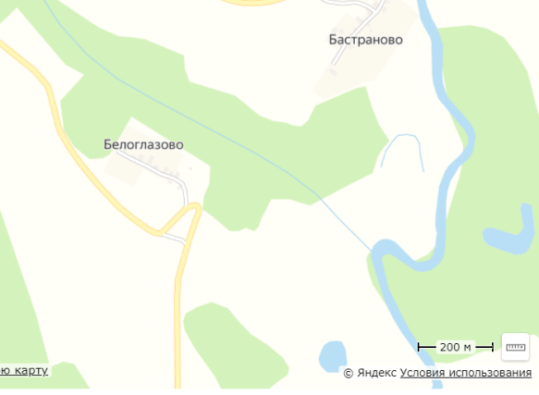 Бастраново
Белоглазово
200 м
ю карту
© Яндекс Условия использования